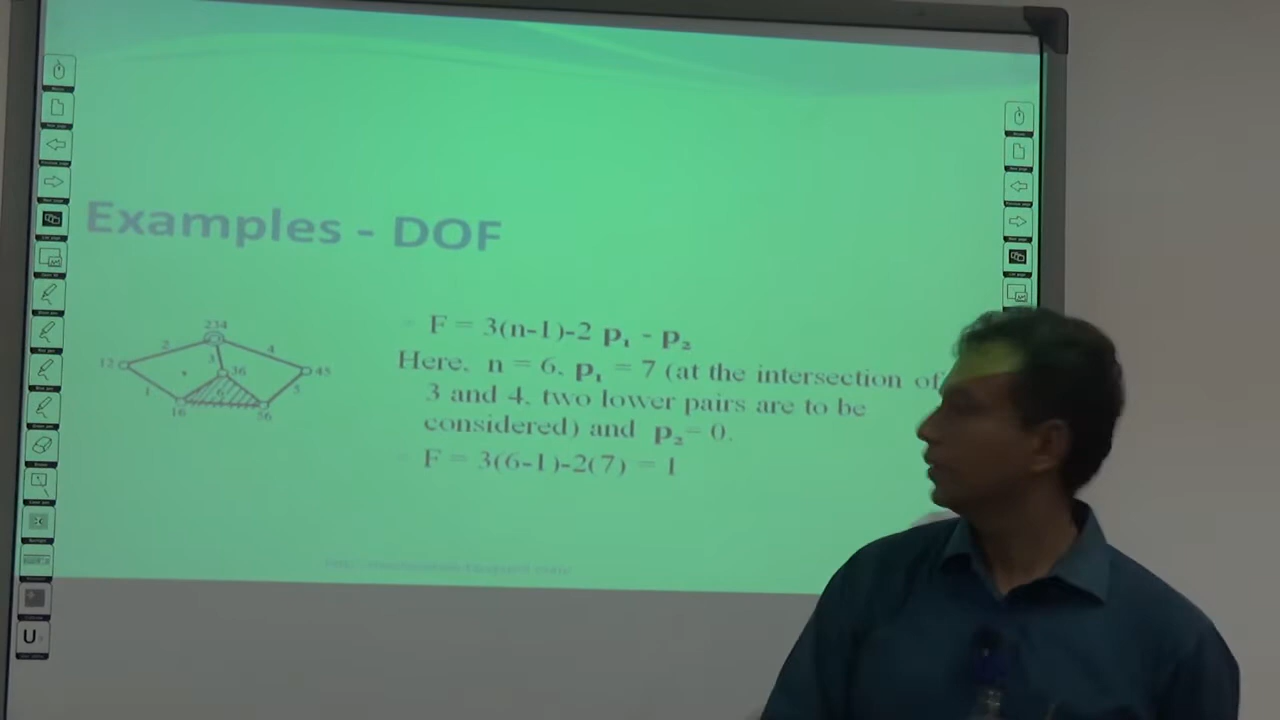 Examples - DOF
234
2
4
12
3
36
45
1
5
16
56
F = 3(n-1)-2 p₁ - p₂
Here, n = 6, p₁ = 7 (at the intersection of
3 and 4, two lower pairs are to be
considered) and p₂= 0.
F = 3(6-1)-2(7) = 1
U